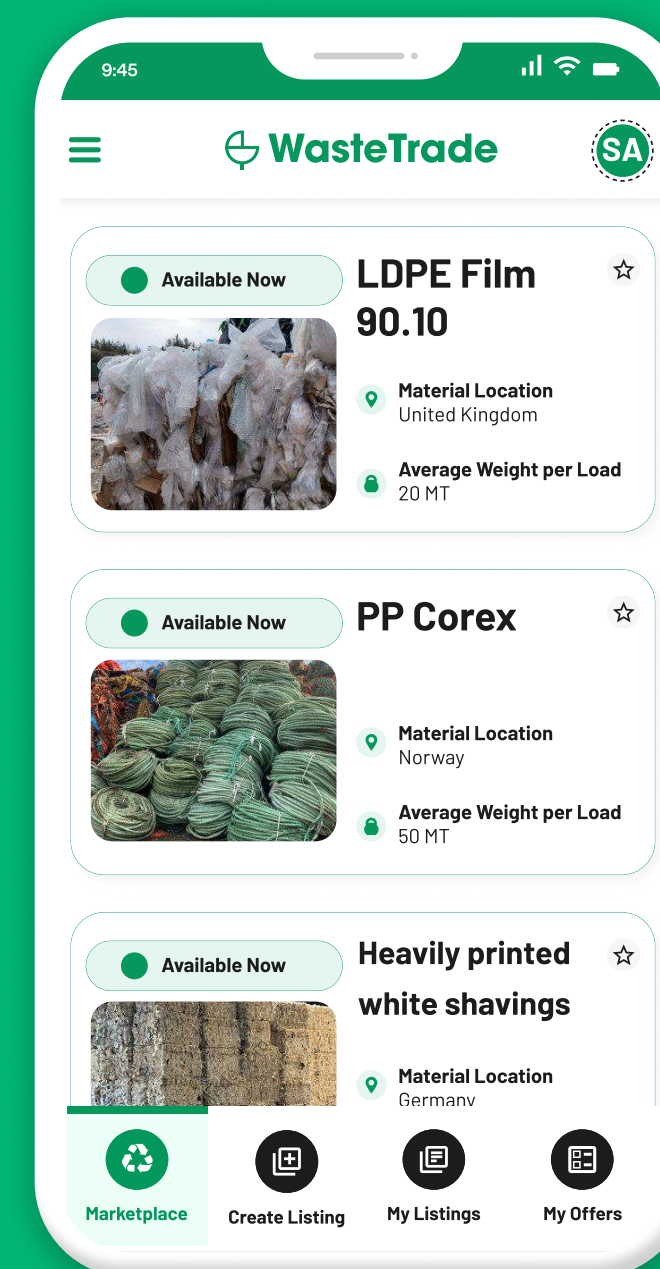 9:45
WasteTrade
SA
Available Now
LDPE Film
90.10
Material Location
United Kingdom
Average Weight per Load
20 MT
Available Now
PP Corex
Material Location
Norway
Average Weight per Load
50 MT
Available Now
Heavily printed
white shavings
Material Location
Germany
Marketplace
Create Listing
My Listings
My Offers